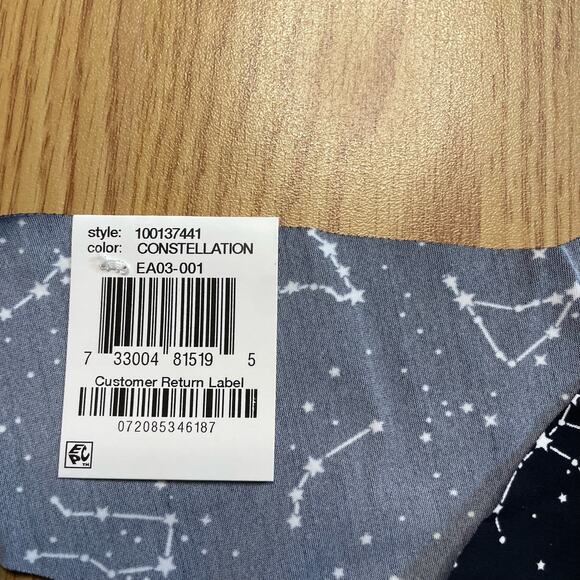 style: 100137441
color: CONSTELLATION
EA03-001
7 33004 81519 5
Customer Return Label
072085346187